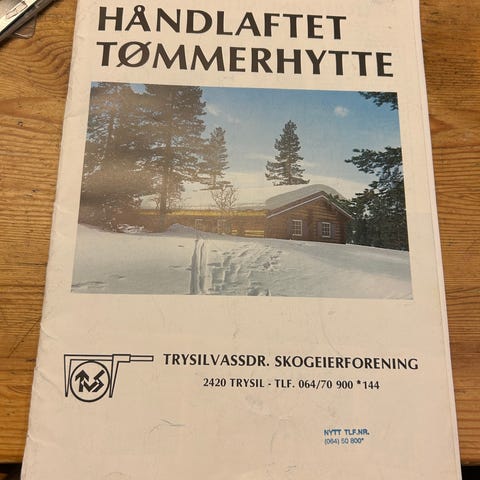 HÅNDLAFTET
TØMMERHYTTE
TRYSILVASSDR. SKOGEIERFORENING
2420 TRYSIL - TLF. 064/70 900 *144
NYTT TLF.NR.
(064) 50 800*